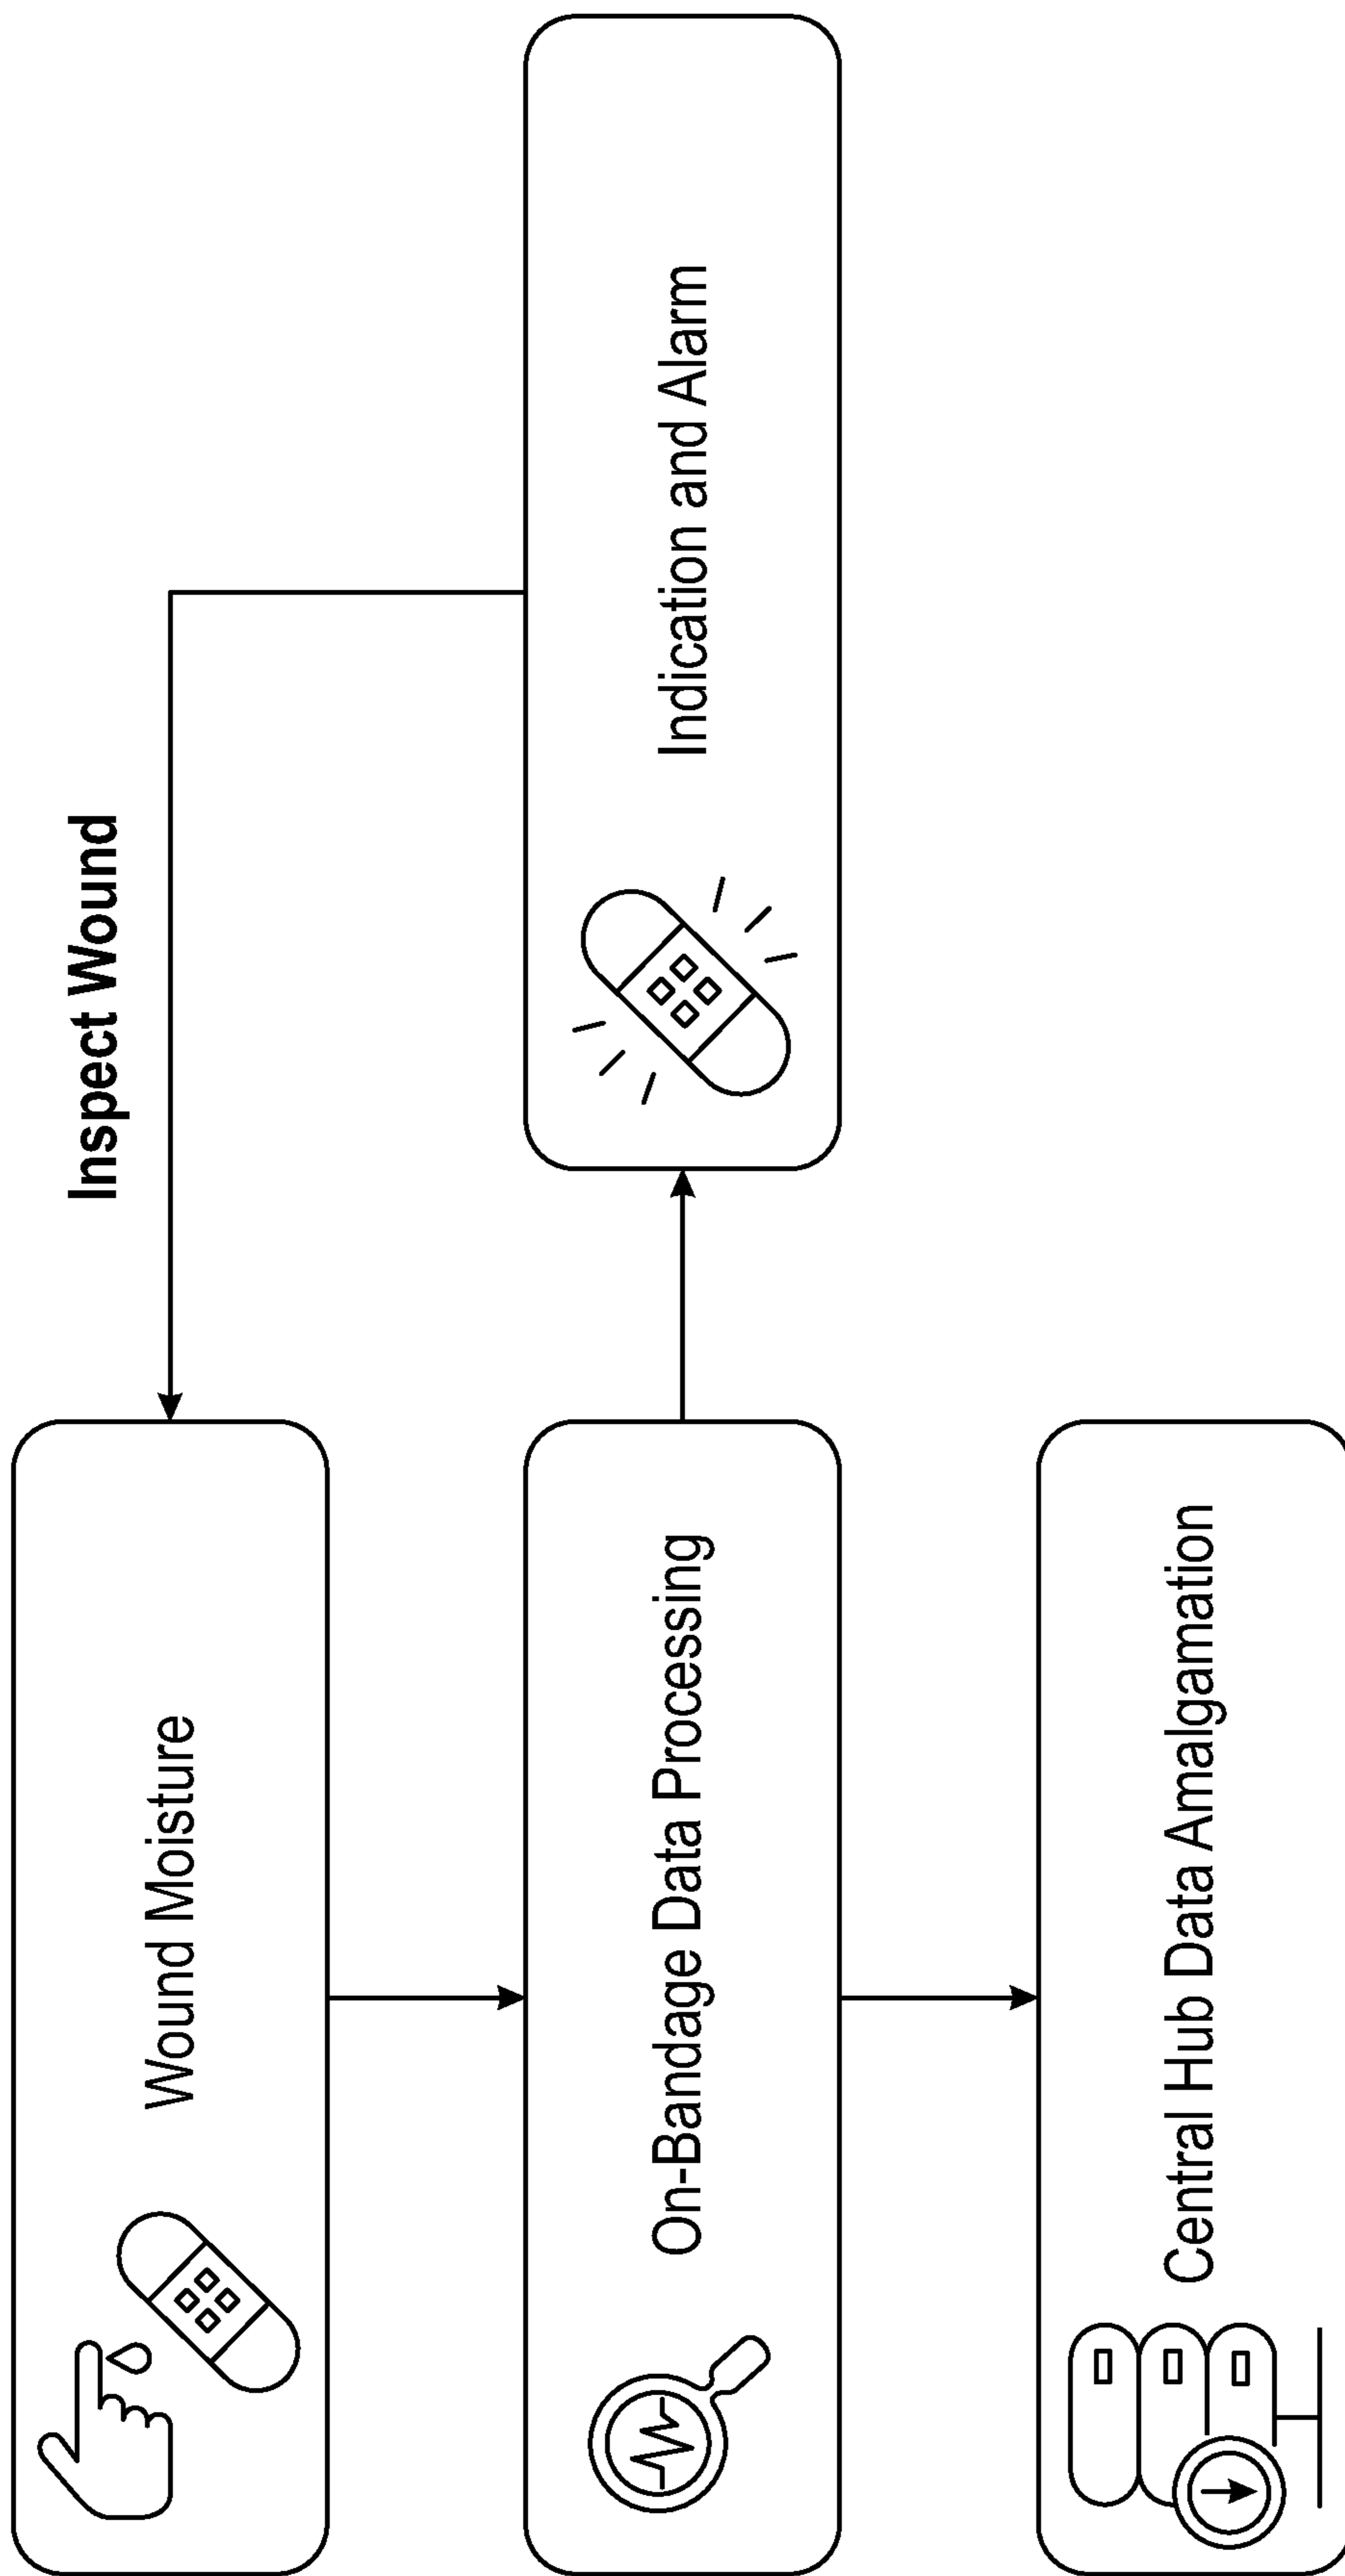 Wound Moisture
Inspect Wound
On-Bandage Data Processing
Indication and Alarm
Central Hub Data Amalgamation